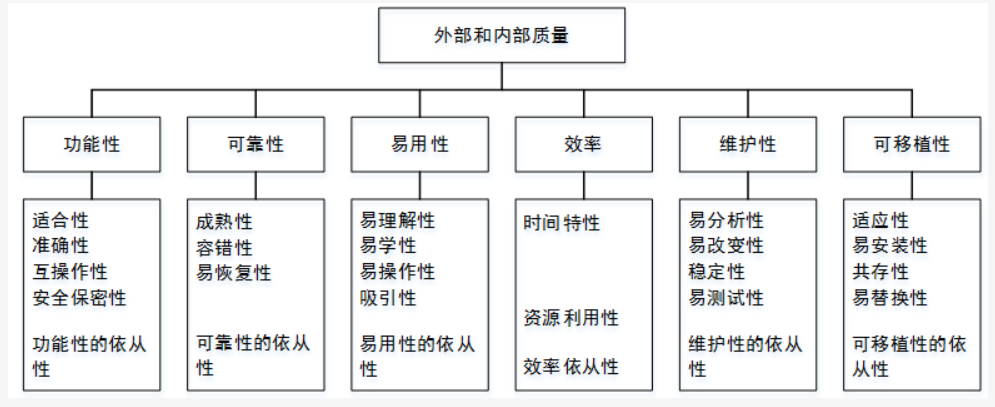 外部和内部质量
功能性
可靠性
易用性
效率
维护性
可移植性
适合性
准确性
互操作性
安全保密性
功能性的依从
性
成熟性
容错性
易恢复性
可靠性的依从
性
易理解性
易学性
易操作性
吸引性
易用性的依从
性
时间特性
资源利用性
效率依从性
易分析性
易改变性
稳定性
易测试性
维护性的依从
性
适应性
易安装性
共存性
易替换性
可移植性的依
从性